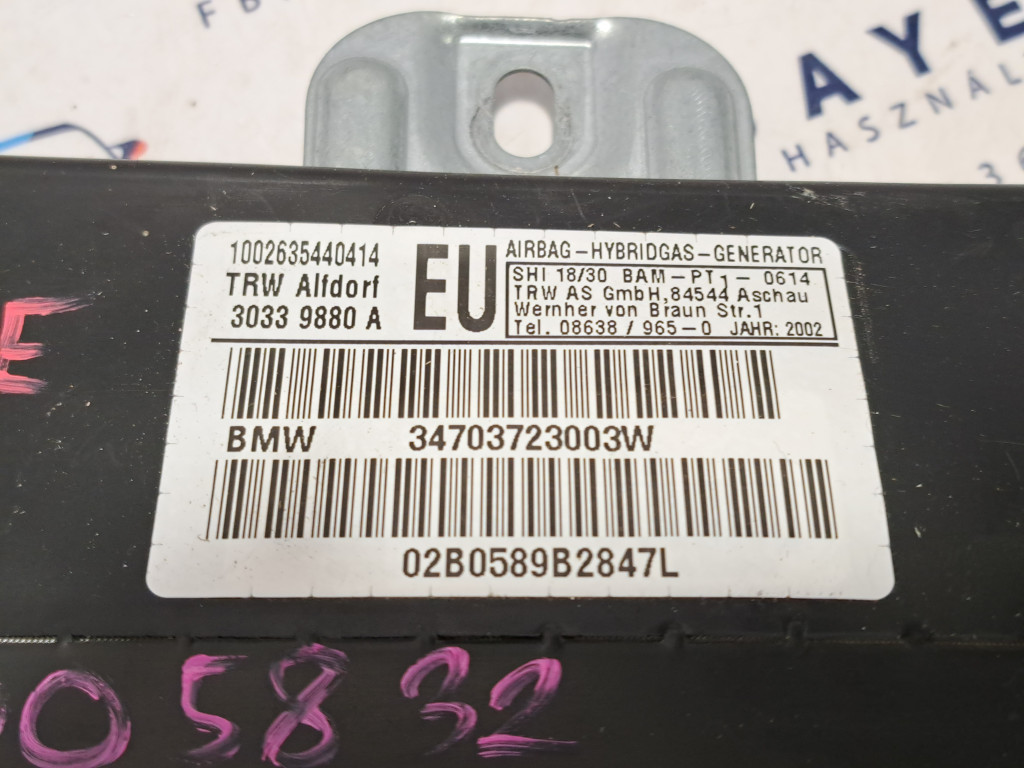 AYE
HASZNÁL
1002635440414
TRW Alfdorf
3033 9880 A
EU
AIRBAG-HYBRIDGAS-GENERATOR
SHI 18/30 BAM-PT1-0614
TRW AS GmbH,84544 Aschau
Wernher von Braun Str.1
Tel. 08638/965-0 JAHR: 2002
E
BMW 34703723003W
02B0589B2847L
05832